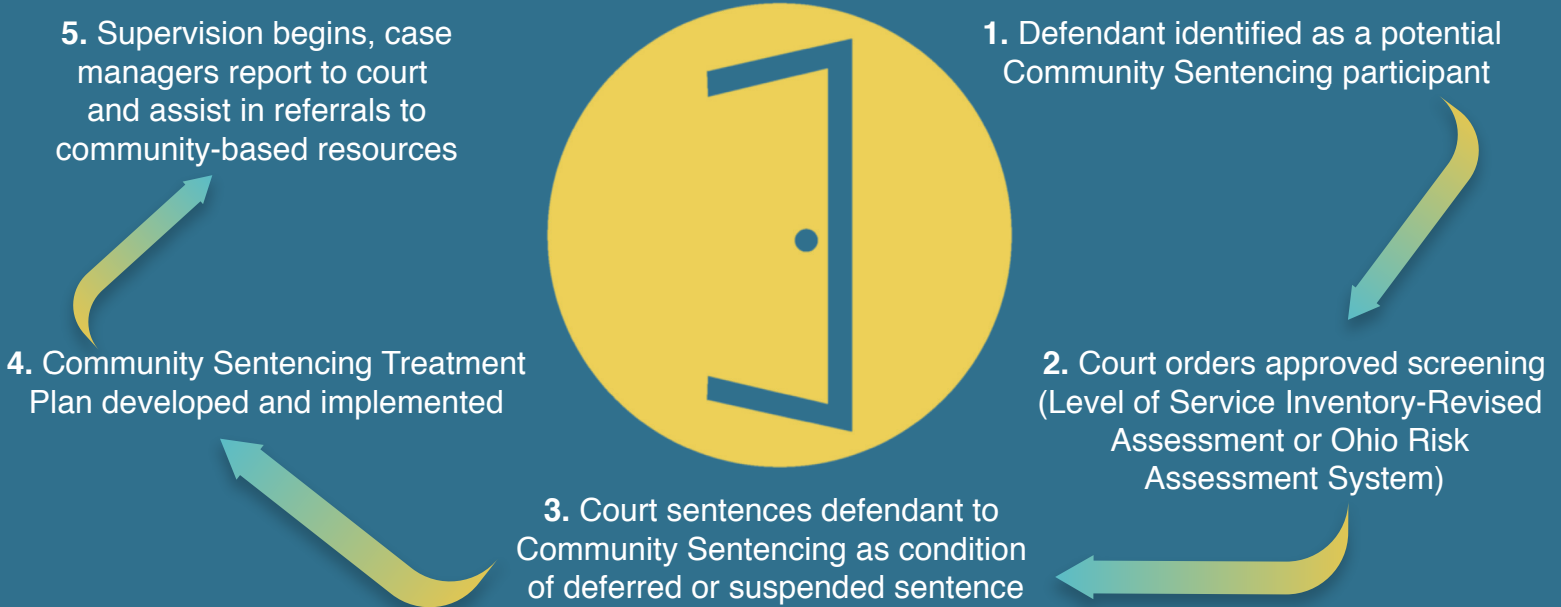 1. Defendant identified as a potential
Community Sentencing participant
2. Court orders approved screening
(Level of Service Inventory-Revised
Assessment or Ohio Risk
Assessment System)
3. Court sentences defendant to
Community Sentencing as condition
of deferred or suspended sentence
4. Community Sentencing Treatment
Plan developed and implemented
5. Supervision begins, case
managers report to court
and assist in referrals to
community-based resources